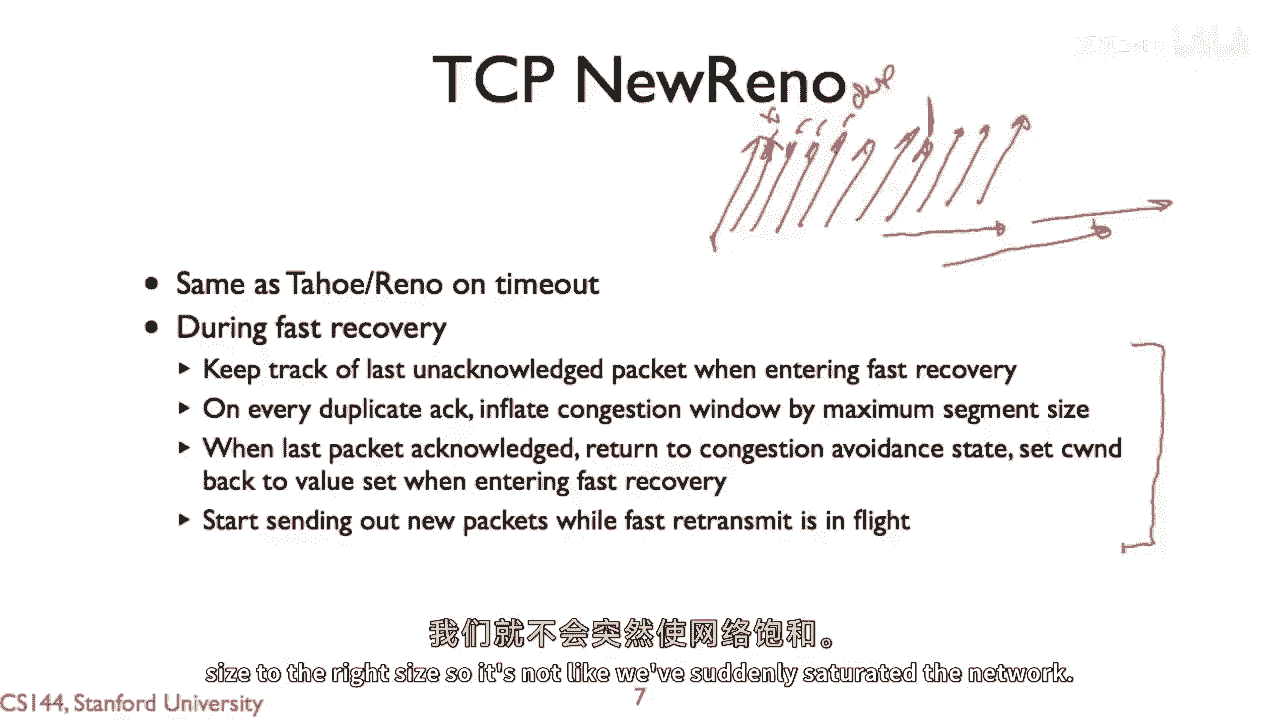 TCP NewReno
dup
• Same as Tahoe/Reno on timeout
• During fast recovery
▸ Keep track of last unacknowledged packet when entering fast recovery
▸ On every duplicate ack, inflate congestion window by maximum segment size
▸ When last packet acknowledged, return to congestion avoidance state, set cwnd
back to value set when entering fast recovery
▸ Start sending out new packets while fast retransmit is in flight
我们就不会突然使网络饱和。
size to the right size so it's not like we've suddenly saturated the network.
CS144, Stanford University
7